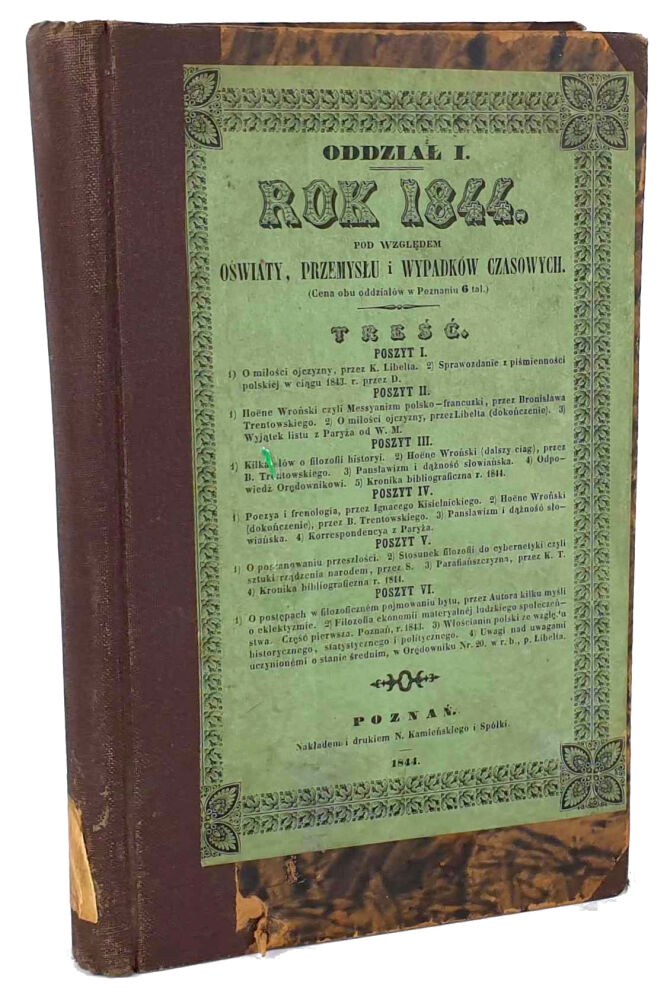 ODDZIAŁ I.
ROK 1844.
POD WZGLĘDEM
OŚWIATY, PRZEMYSŁU i WYPADKÓW CZASOWYCH.
(Cena obu oddziałów w Poznaniu 6 tal.)
TREŚĆ.
POSZYT I.
1) O miłości ojczyzny, przez K. Libelta. 2) Sprawozdanie z piśmienności
polskiej w ciągu 1843. r. przez D.
POSZYT II.
1) Hoëne Wroński czyli Messyanizm polsko-francuzki, przez Bronisława
Trentowskiego. 2) O miłości ojczyzny, przez Libelta (dokończenie). 3)
Wyjątek listu z Paryża od W. M.
POSZYT III.
1) Kilka słów o filozofii historyi. 2) Hoëne Wroński (dalszy ciąg), przez
B. Trentowskiego. 3) Panslawizm i dążność słowiańska. 4) Odpo-
wiedź Orędownikowi. 5) Kronika bibliograficzna r. 1844.
POSZYT IV.
1) Poezya i frenologia, przez Ignacego Kisielnickiego. 2) Hoëne Wroński
(dokończenie), przez B. Trentowskiego. 3) Panslawizm i dążność sło-
wiańska. 4) Korrespondencya z Paryża.
POSZYT V.
1) O poszanowaniu przeszłości. 2) Stosunek filozofii do cybernetyki czyli
sztuki rządzenia narodem, przez S. 3) Parafiańszczyzna, przez K. T.
4) Kronika bibliograficzna r. 1844.
POSZYT VI.
1) O postępach w filozoficzném pojmowaniu bytu, przez Autora kilku myśli
o eklektyzmie. 2) Filozofia ekonomii materyalnéj ludzkiego społeczeń-
stwa. Część pierwsza. Poznań, r. 1843. 3) Włościanin polski ze względu
historycznego, statystycznego i politycznego. 4) Uwagi nad uwagami
uczynionémi o stanie średnim, w Orędowniku Nr. 20. w r. b., p. Libelta.
POZNAŃ.
Nakładem i drukiem N. Kamieńskiego i Spółki.
1844.